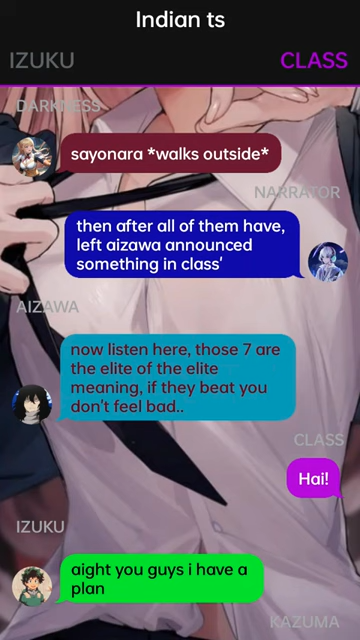 Indian ts
IZUKU
CLASS
DARKNESS
sayonara *walks outside*
NARRATOR
then after all of them have,
left aizawa announced
something in class'
AIZAWA
now listen here, those 7 are
the elite of the elite
meaning, if they beat you
don't feel bad..
CLASS
Hai!
IZUKU
aight you guys i have a
plan
KAZUMA